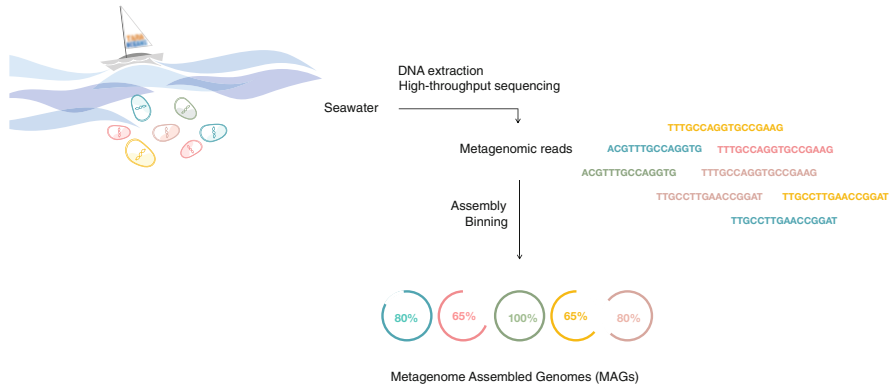 DNA extraction
High-throughput sequencing
Seawater
TTTGCCAGGTGCCGAAG
Metagenomic reads
ACGTTTGCCAGGTG TTTGCCAGGTGCCGAAG
ACGTTTGCCAGGTG TTTGCCAGGTGCCGAAG
TTGCCTTGAACCGGAT TTGCCTTGAACCGGAT
Assembly
Binning
TTGCCTTGAACCGGAT
80% 65% 100% 65% 80%
Metagenome Assembled Genomes (MAGs)